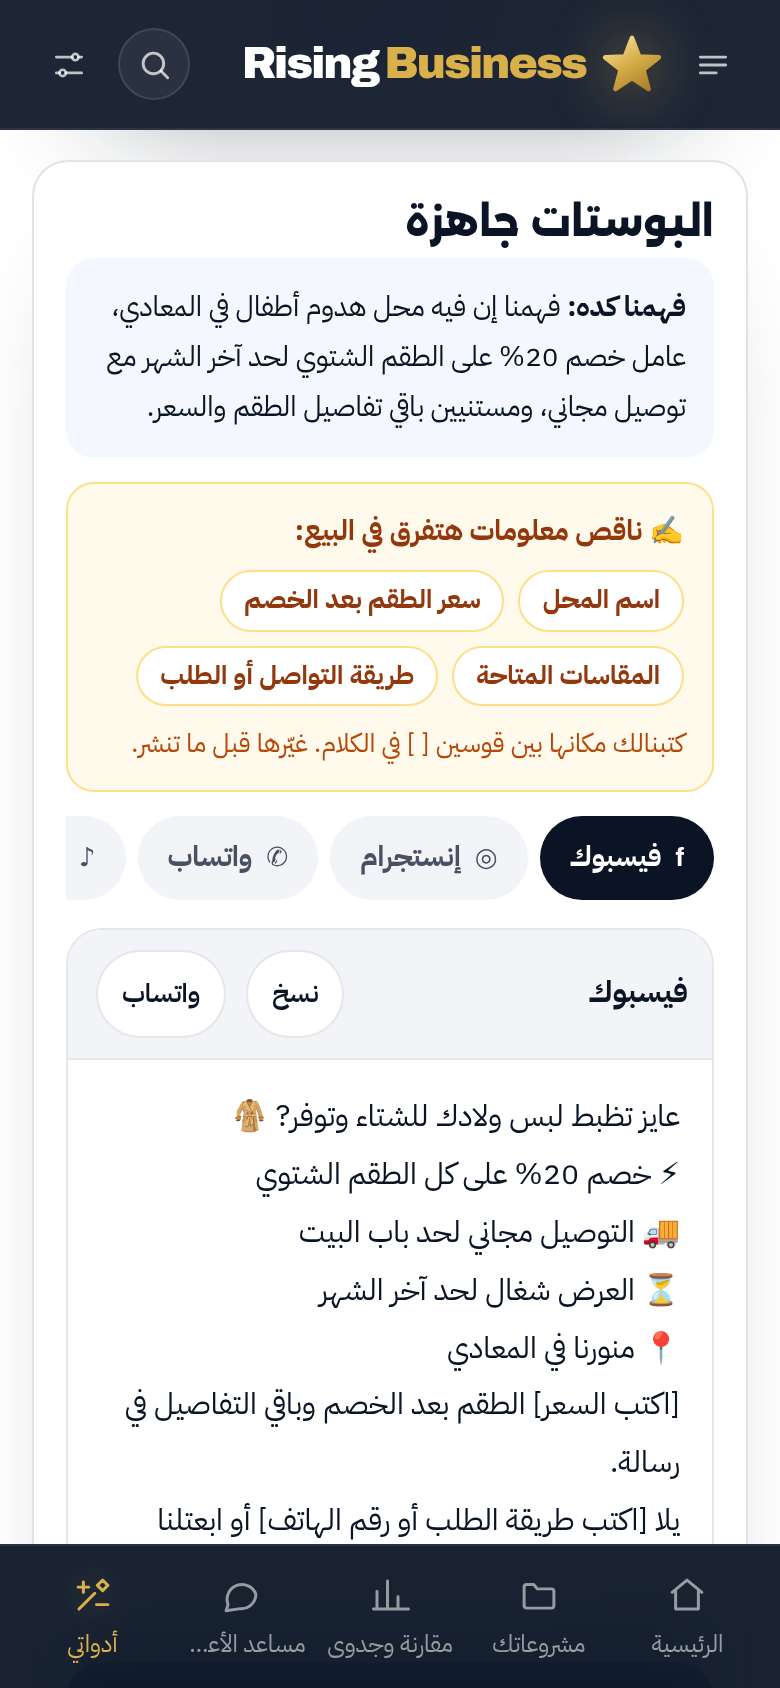 Rising Business
البوستات جاهزة
فهمنا كده: فهمنا إن فيه محل هدوم أطفال في المعادي،
عامل خصم 20% على الطقم الشتوي لحد آخر الشهر مع
توصيل مجاني، ومستنيين باقي تفاصيل الطقم والسعر.
✍️ ناقص معلومات هتفرق في البيع:
اسم المحل
سعر الطقم بعد الخصم
المقاسات المتاحة
طريقة التواصل أو الطلب
كتبنالك مكانها بين قوسين [ ] في الكلام. غيّرها قبل ما تنشر.
f فيسبوك
◎ إنستجرام
✆ واتساب
♪
فيسبوك
نسخ
واتساب
عايز تظبط لبس ولادك للشتاء وتوفر? 🧥
⚡ خصم 20% على كل الطقم الشتوي
🚚 التوصيل مجاني لحد باب البيت
⏳ العرض شغال لحد آخر الشهر
📍 منورنا في المعادي
[اكتب السعر] الطقم بعد الخصم وباقي التفاصيل في
رسالة.
يلا [اكتب طريقة الطلب أو رقم الهاتف] أو ابعتلنا
الرئيسية
مشروعاتك
مقارنة وجدوى
مساعد الأعـ...
أدواتي